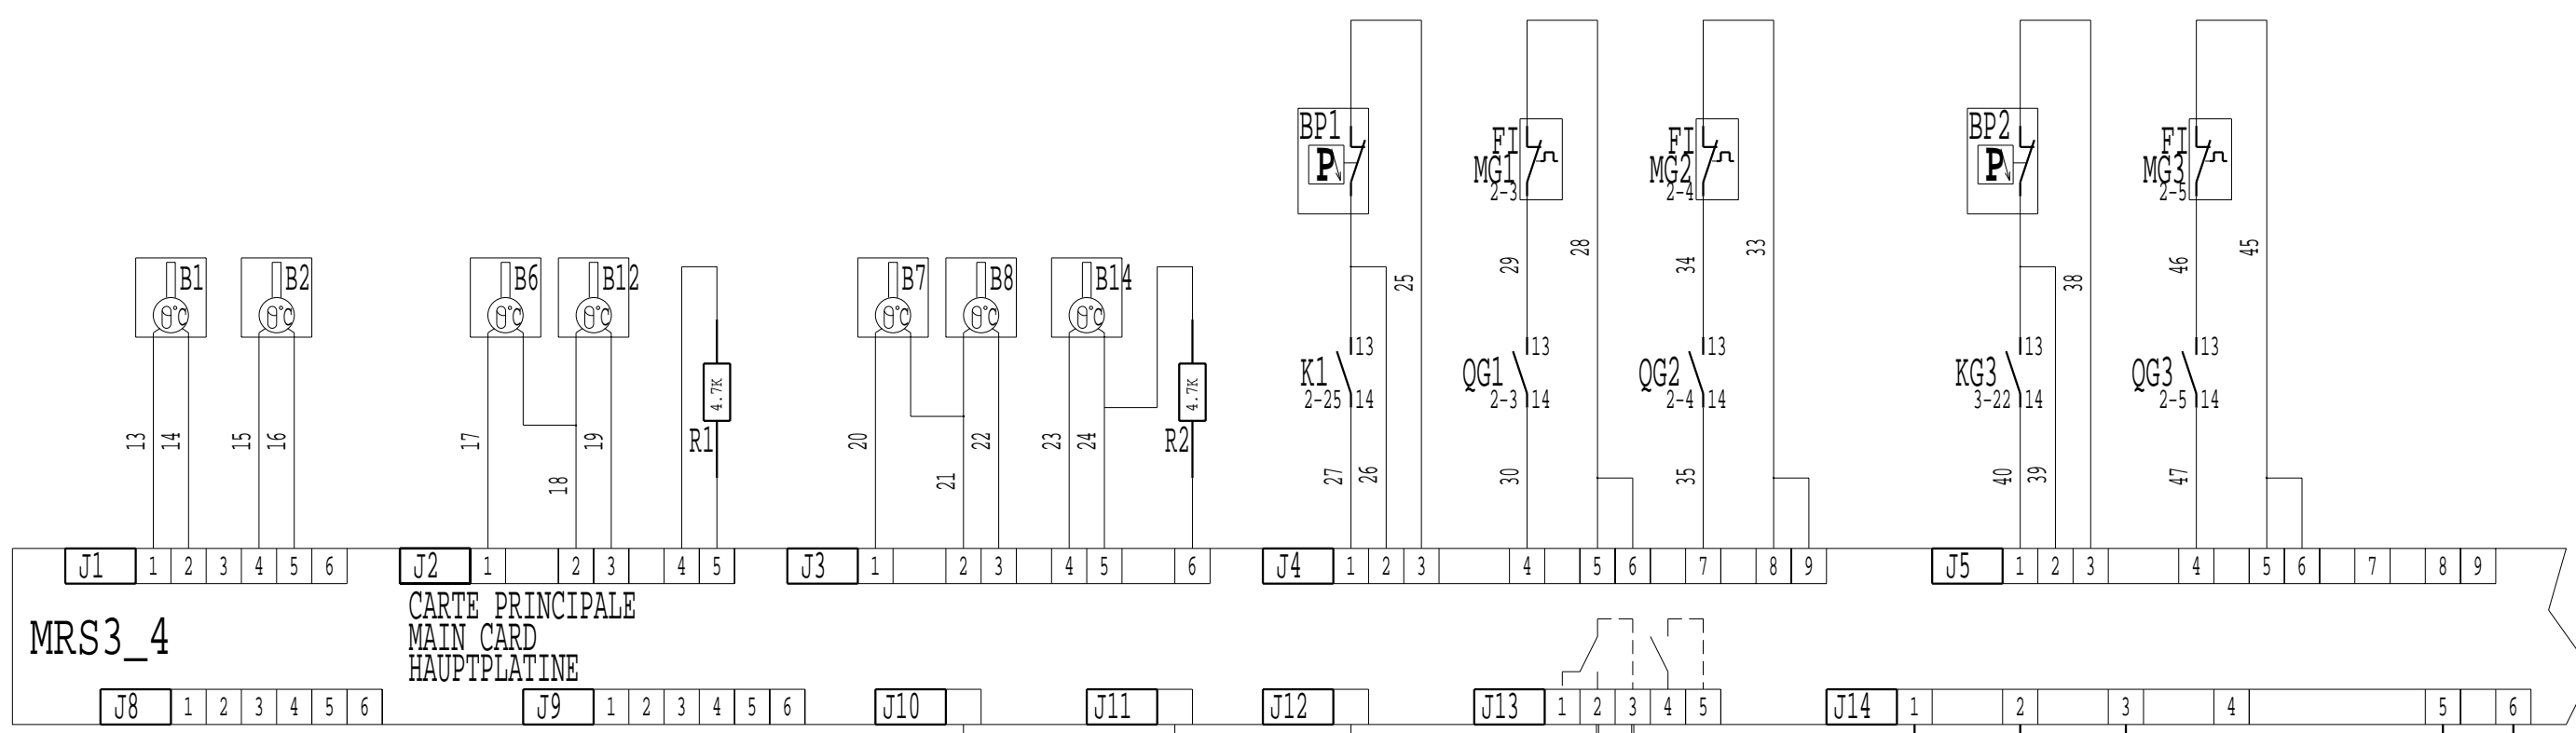 BP1
P
FI
MG1
2-3
FI
MG2
2-4
BP2
P
FI
MG3
2-5
25
29
28
34
33
38
46
45
B1
θ°C
B2
θ°C
B6
θ°C
B12
θ°C
B7
θ°C
B8
θ°C
B14
θ°C
4.7K
R1
4.7K
R2
K1
2-25
13
14
QG1
2-3
13
14
QG2
2-4
13
14
KG3
3-22
13
14
QG3
2-5
13
14
13
14
15
16
17
18
19
20
21
22
23
24
27
26
30
35
40
39
47
J1 1 2 3 4 5 6
J2 1 2 3 4 5
J3 1 2 3 4 5 6
J4 1 2 3 4 5 6 7 8 9
J5 1 2 3 4 5 6 7 8 9
MRS3_4
CARTE PRINCIPALE
MAIN CARD
HAUPTPLATINE
J8 1 2 3 4 5 6
J9 1 2 3 4 5 6
J10
J11
J12
J13 1 2 3 4 5
J14 1 2 3 4 5 6